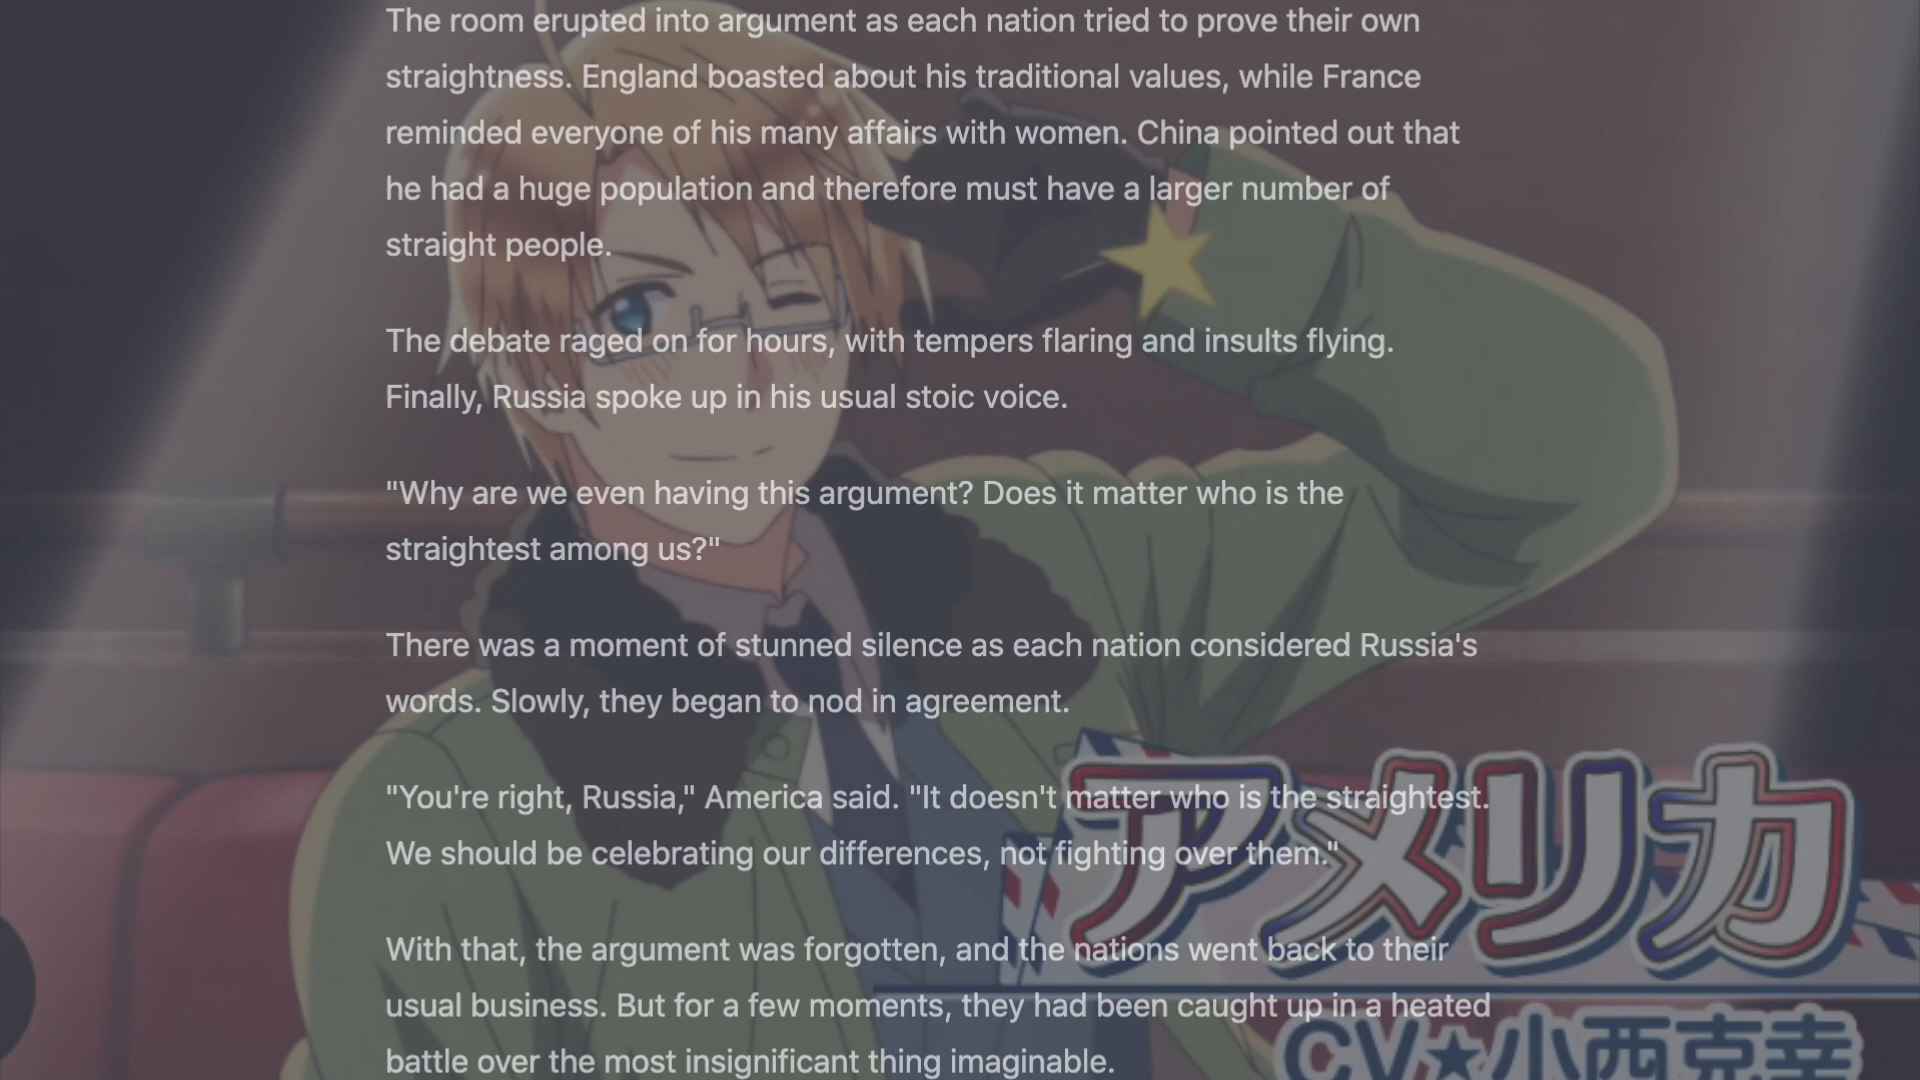 The room erupted into argument as each nation tried to prove their own
straightness. England boasted about his traditional values, while France
reminded everyone of his many affairs with women. China pointed out that
he had a huge population and therefore must have a larger number of
straight people.
The debate raged on for hours, with tempers flaring and insults flying.
Finally, Russia spoke up in his usual stoic voice.
"Why are we even having this argument? Does it matter who is the
straightest among us?"
There was a moment of stunned silence as each nation considered Russia's
words. Slowly, they began to nod in agreement.
"You're right, Russia," America said. "It doesn't matter who is the straightest.
We should be celebrating our differences, not fighting over them."
With that, the argument was forgotten, and the nations went back to their
usual business. But for a few moments, they had been caught up in a heated
battle over the most insignificant thing imaginable.
アメリカ
CV★小西克幸